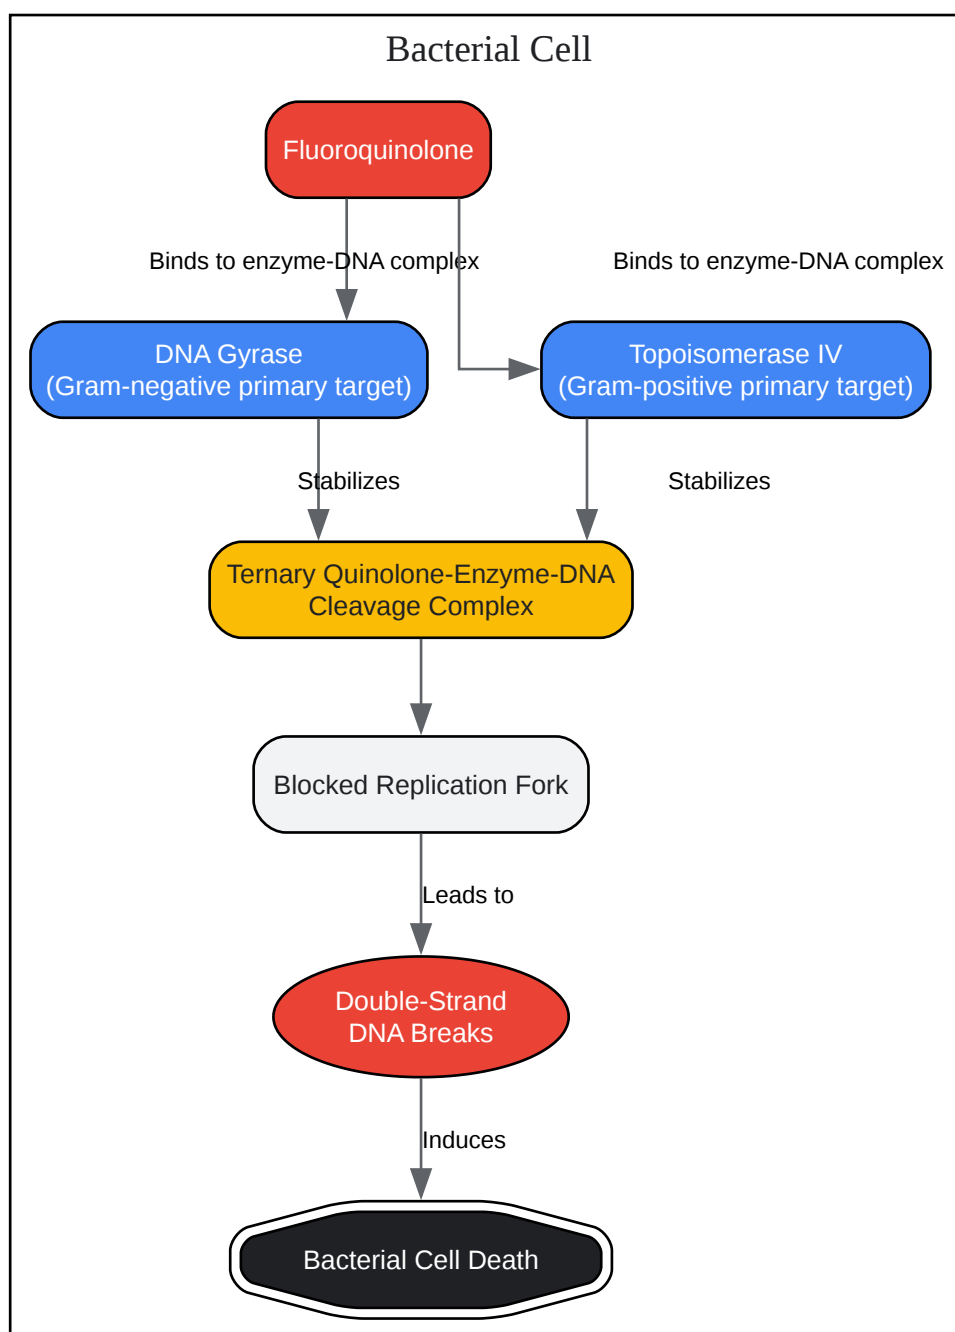 Bacterial Cell
Fluoroquinolone
Binds to enzyme-DNA complex
Binds to enzyme-DNA complex
DNA Gyrase
(Gram-negative primary target)
Topoisomerase IV
(Gram-positive primary target)
Stabilizes
Stabilizes
Ternary Quinolone-Enzyme-DNA
Cleavage Complex
Blocked Replication Fork
Leads to
Double-Strand
DNA Breaks
Induces
Bacterial Cell Death